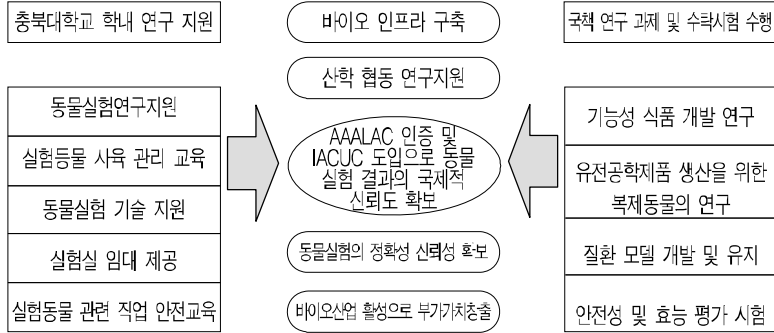 충북대학교 학내 연구 지원
동물실험연구지원
실험등물 사육 관리 교육
동물실험 기술 지원
실험실 임대 제공
실험동물 관련 직업 안전교육
바이오 인프라 구축
산학 협동 연구지원
AAALAC 인증 및
IACUC 도입으로 동물
실험 결과의 국제적
신뢰도 확보
동물실험의 정확성 신뢰성 확보
바이오산업 활성으로 부가가치창출
국책 연구 과제 및 수탁시험 수행
기능성 식품 개발 연구
유전공학제품 생산을 위한
복제동물의 연구
질환 모델 개발 및 유지
안전성 및 효능 평가 시험